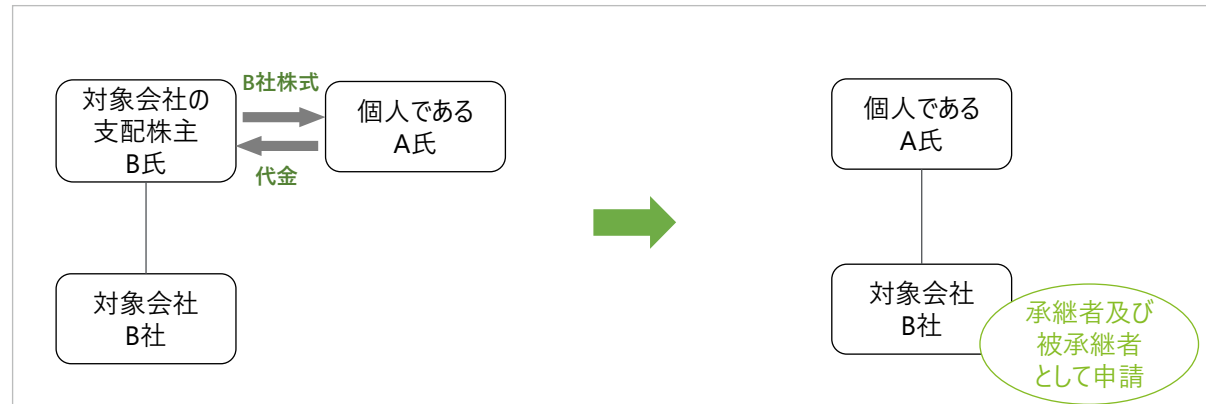 対象会社の
支配株主
B氏
B社株式
代金
個人である
A氏
対象会社
B社
個人である
A氏
対象会社
B社
承継者及び
被承継者
として申請